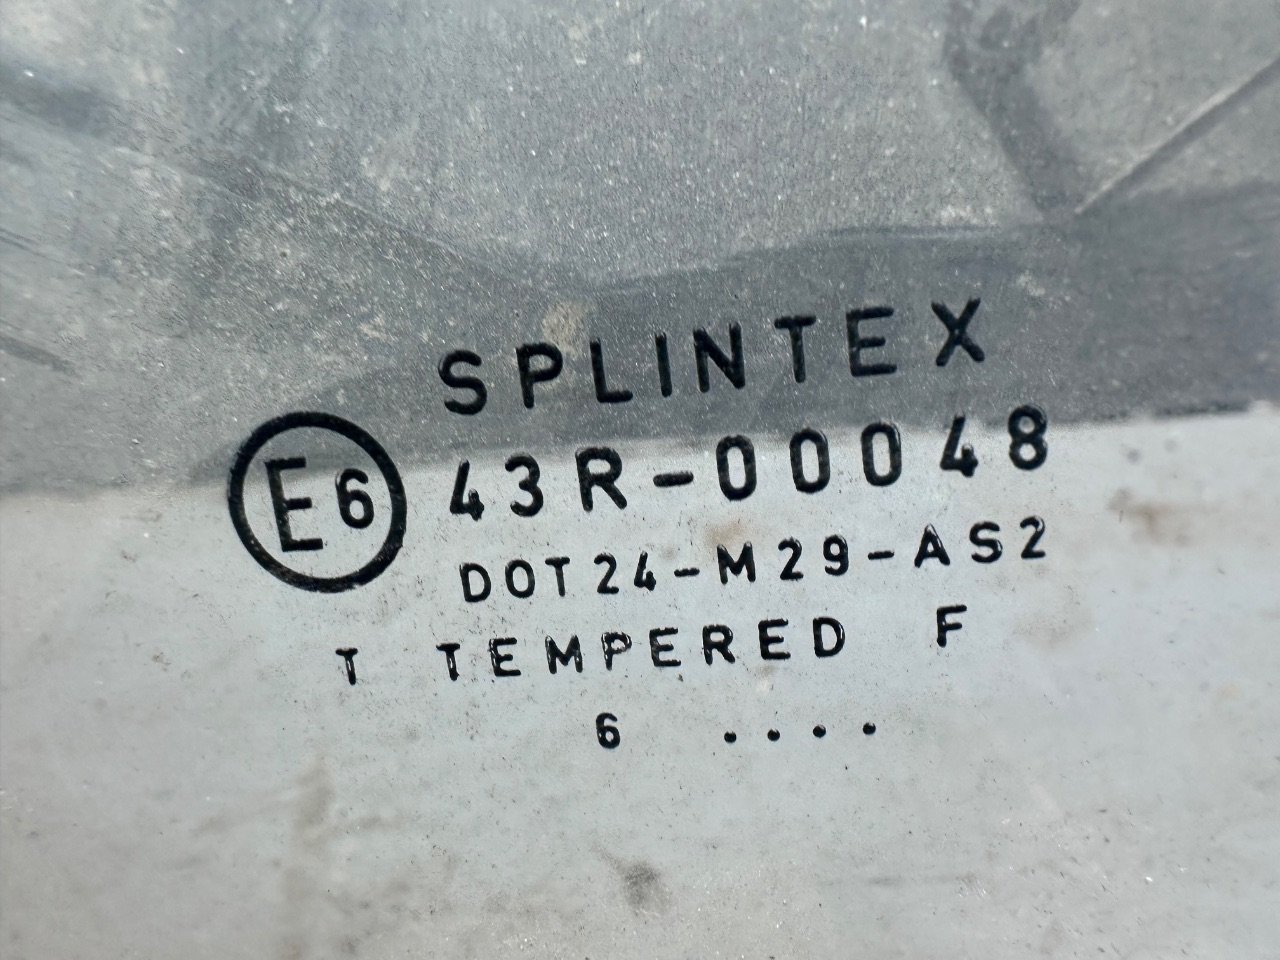 SPLINTEX
E6 43R-00048
DOT24-M29-AS2
T TEMPERED F
6 ....